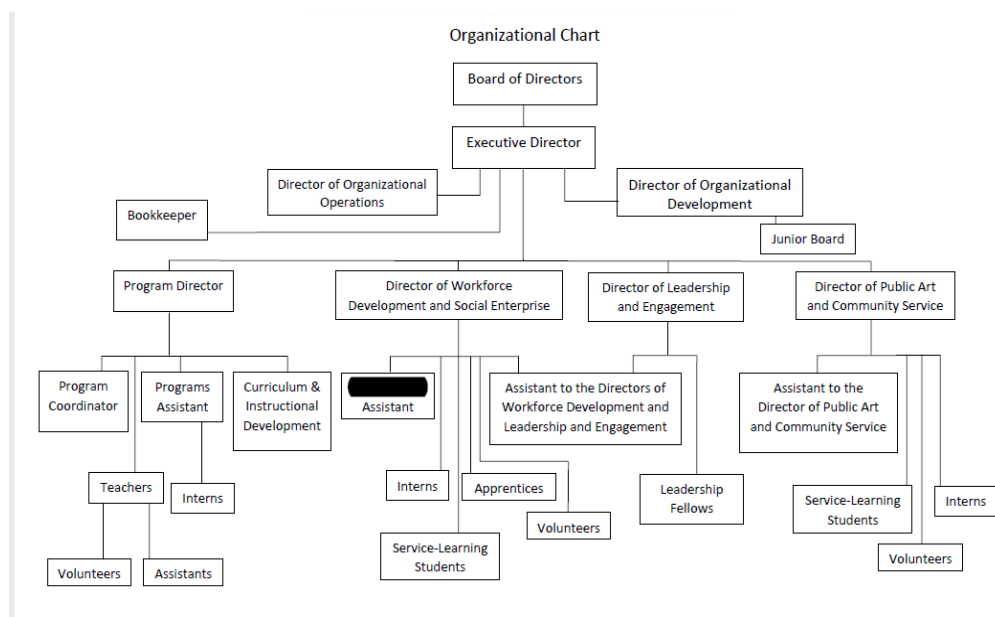 Organizational Chart
Board of Directors
Executive Director
Director of Organizational
Operations
Director of Organizational
Development
Bookkeeper
Junior Board
Program Director
Director of Workforce
Development and Social Enterprise
Director of Leadership
and Engagement
Director of Public Art
and Community Service
Program
Coordinator
Programs
Assistant
Curriculum &
Instructional
Development
Assistant
Assistant to the Directors of
Workforce Development and
Leadership and Engagement
Assistant to the
Director of Public Art
and Community Service
Teachers
Interns
Interns
Apprentices
Volunteers
Leadership
Fellows
Service-Learning
Students
Interns
Volunteers
Assistants
Service-Learning
Students
Volunteers